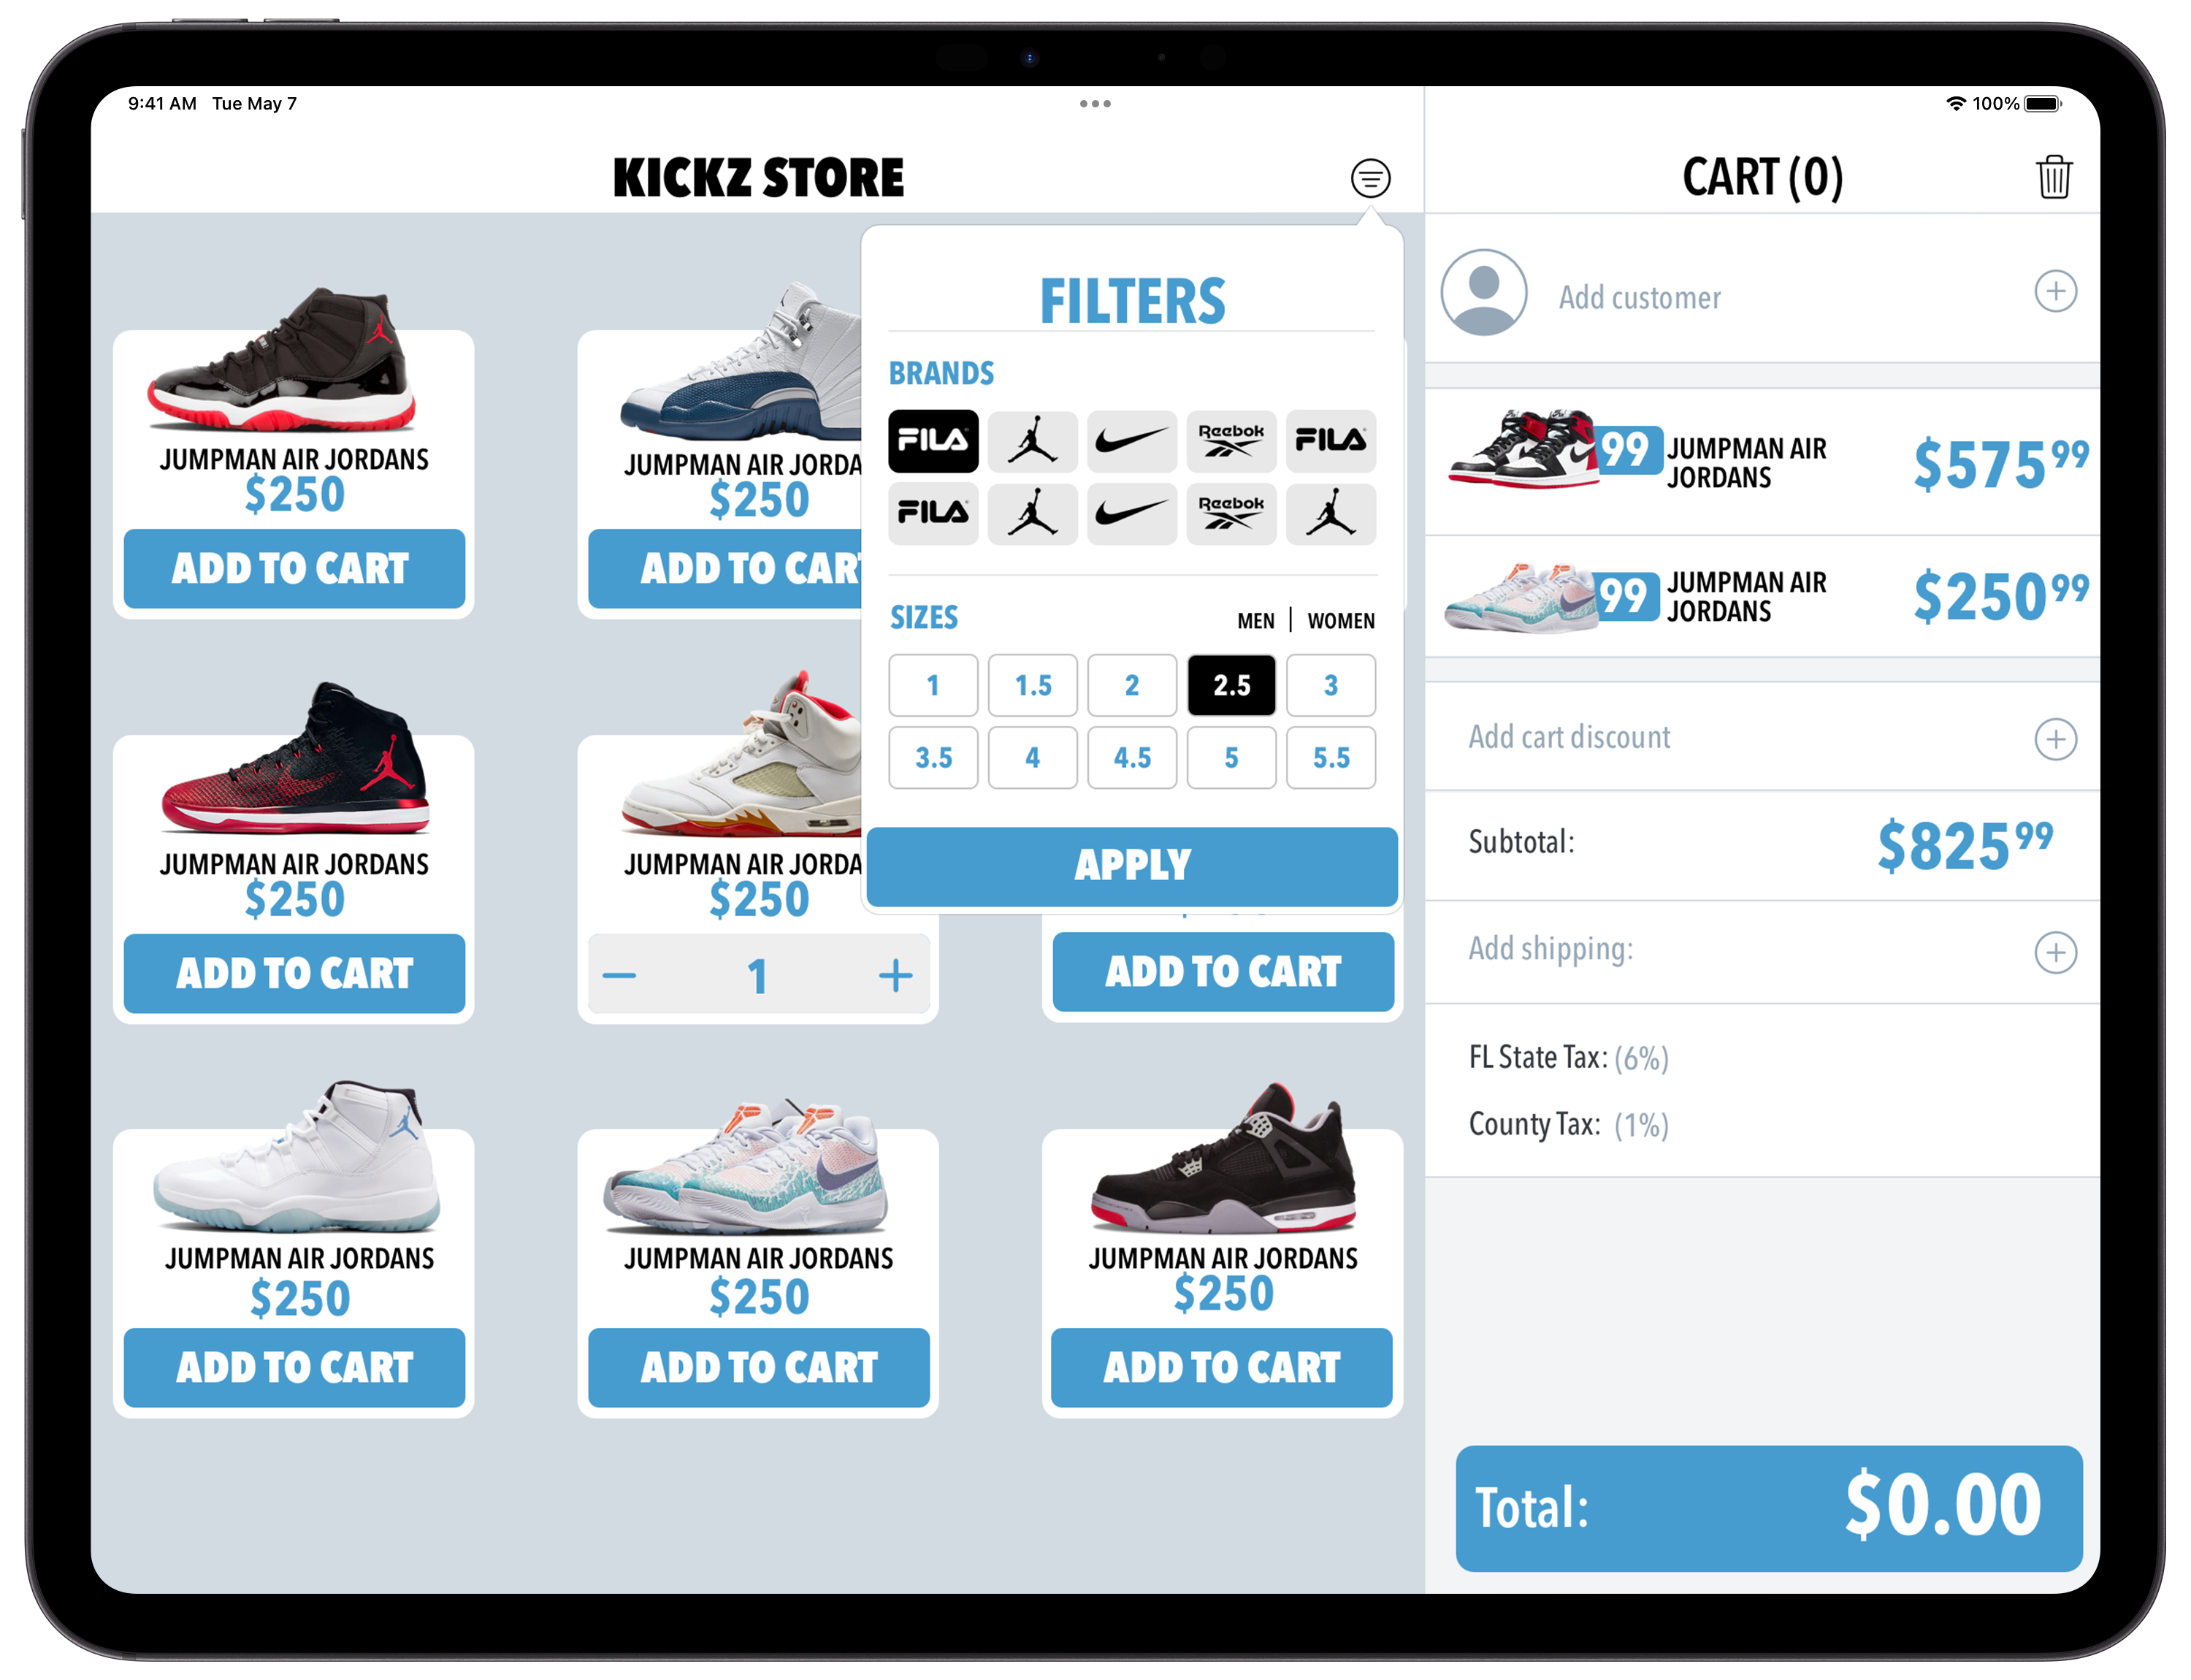 9:41 AM Tue May 7
100%
KICKZ STORE
CART (0)
FILTERS
BRANDS
FILA
Reebok
FILA
FILA
Reebok
SIZES
MEN | WOMEN
1 1.5 2 2.5 3
3.5 4 4.5 5 5.5
APPLY
JUMPMAN AIR JORDANS
$250
ADD TO CART
JUMPMAN AIR JORDA
$250
ADD TO CAR
JUMPMAN AIR JORDANS
$250
ADD TO CART
JUMPMAN AIR JORDA
$250
− 1 +
ADD TO CART
JUMPMAN AIR JORDANS
$250
ADD TO CART
JUMPMAN AIR JORDANS
$250
ADD TO CART
JUMPMAN AIR JORDANS
$250
ADD TO CART
Add customer
99 JUMPMAN AIR
JORDANS
$575 99
99 JUMPMAN AIR
JORDANS
$250 99
Add cart discount
Subtotal: $825 99
Add shipping:
FL State Tax: (6%)
County Tax: (1%)
Total: $0.00